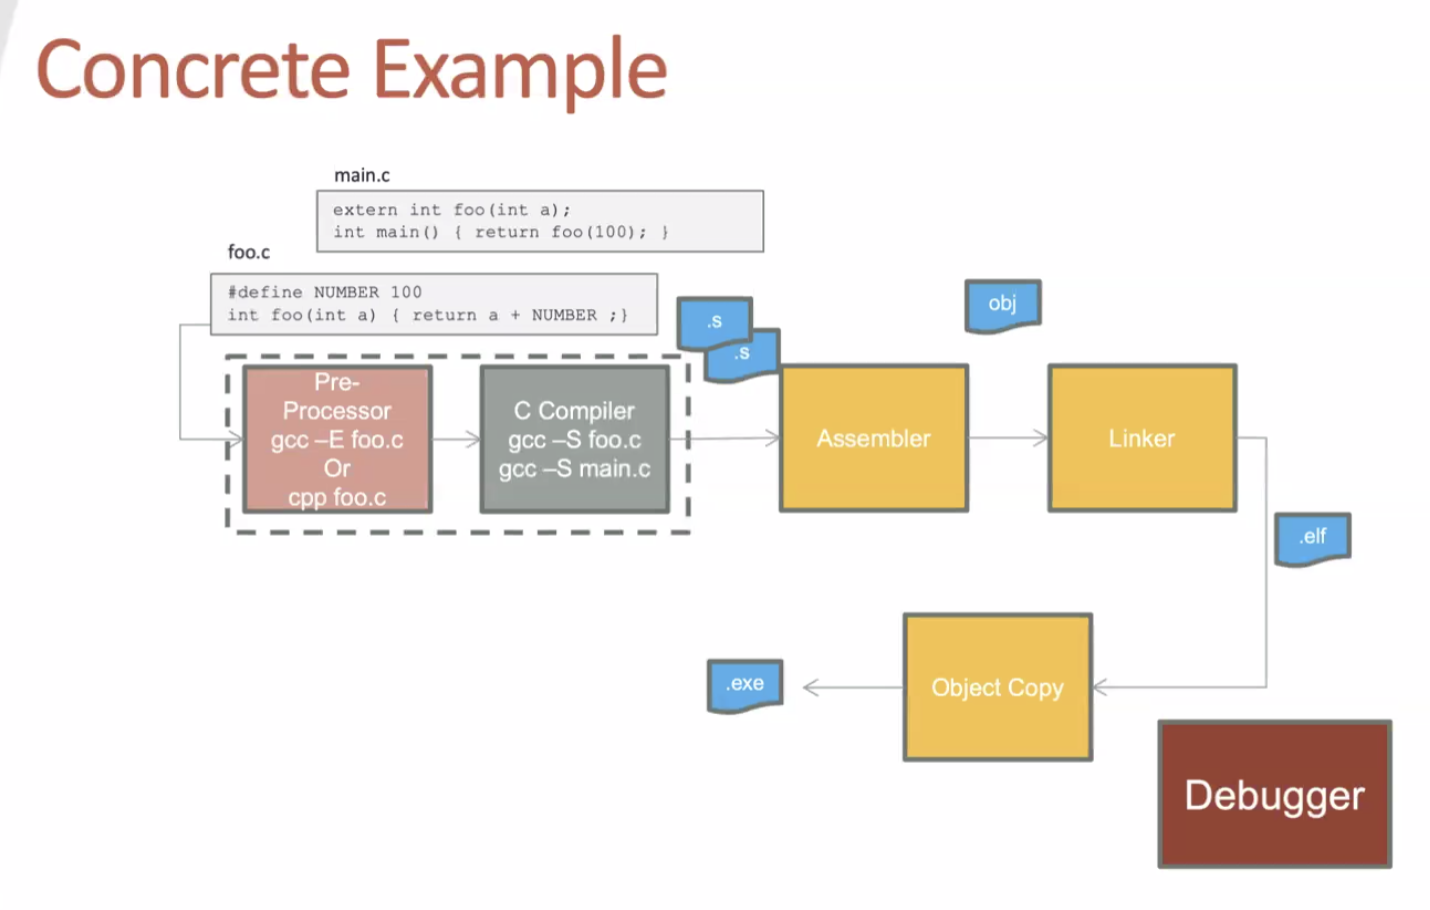 Concrete Example
main.c
extern int foo(int a);
int main() { return foo(100); }
foo.c
#define NUMBER 100
int foo(int a) { return a + NUMBER ;}
.s
.s
obj
Pre-
Processor
gcc –E foo.c
Or
cpp foo.c
C Compiler
gcc –S foo.c
gcc –S main.c
Assembler
Linker
.elf
Object Copy
.exe
Debugger